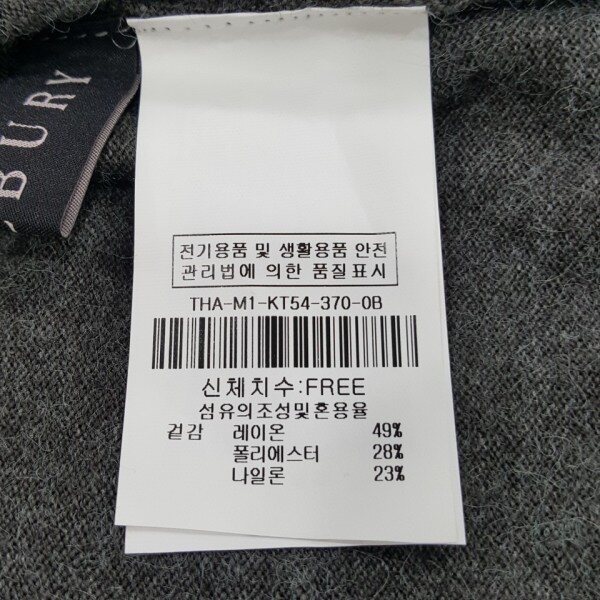 BURY
전기용품 및 생활용품 안전
관리법에 의한 품질표시
THA-M1-KT54-370-0B
신체치수:FREE
섬유의조성및혼용율
겉감 레이온 49%
폴리에스터 28%
나일론 23%